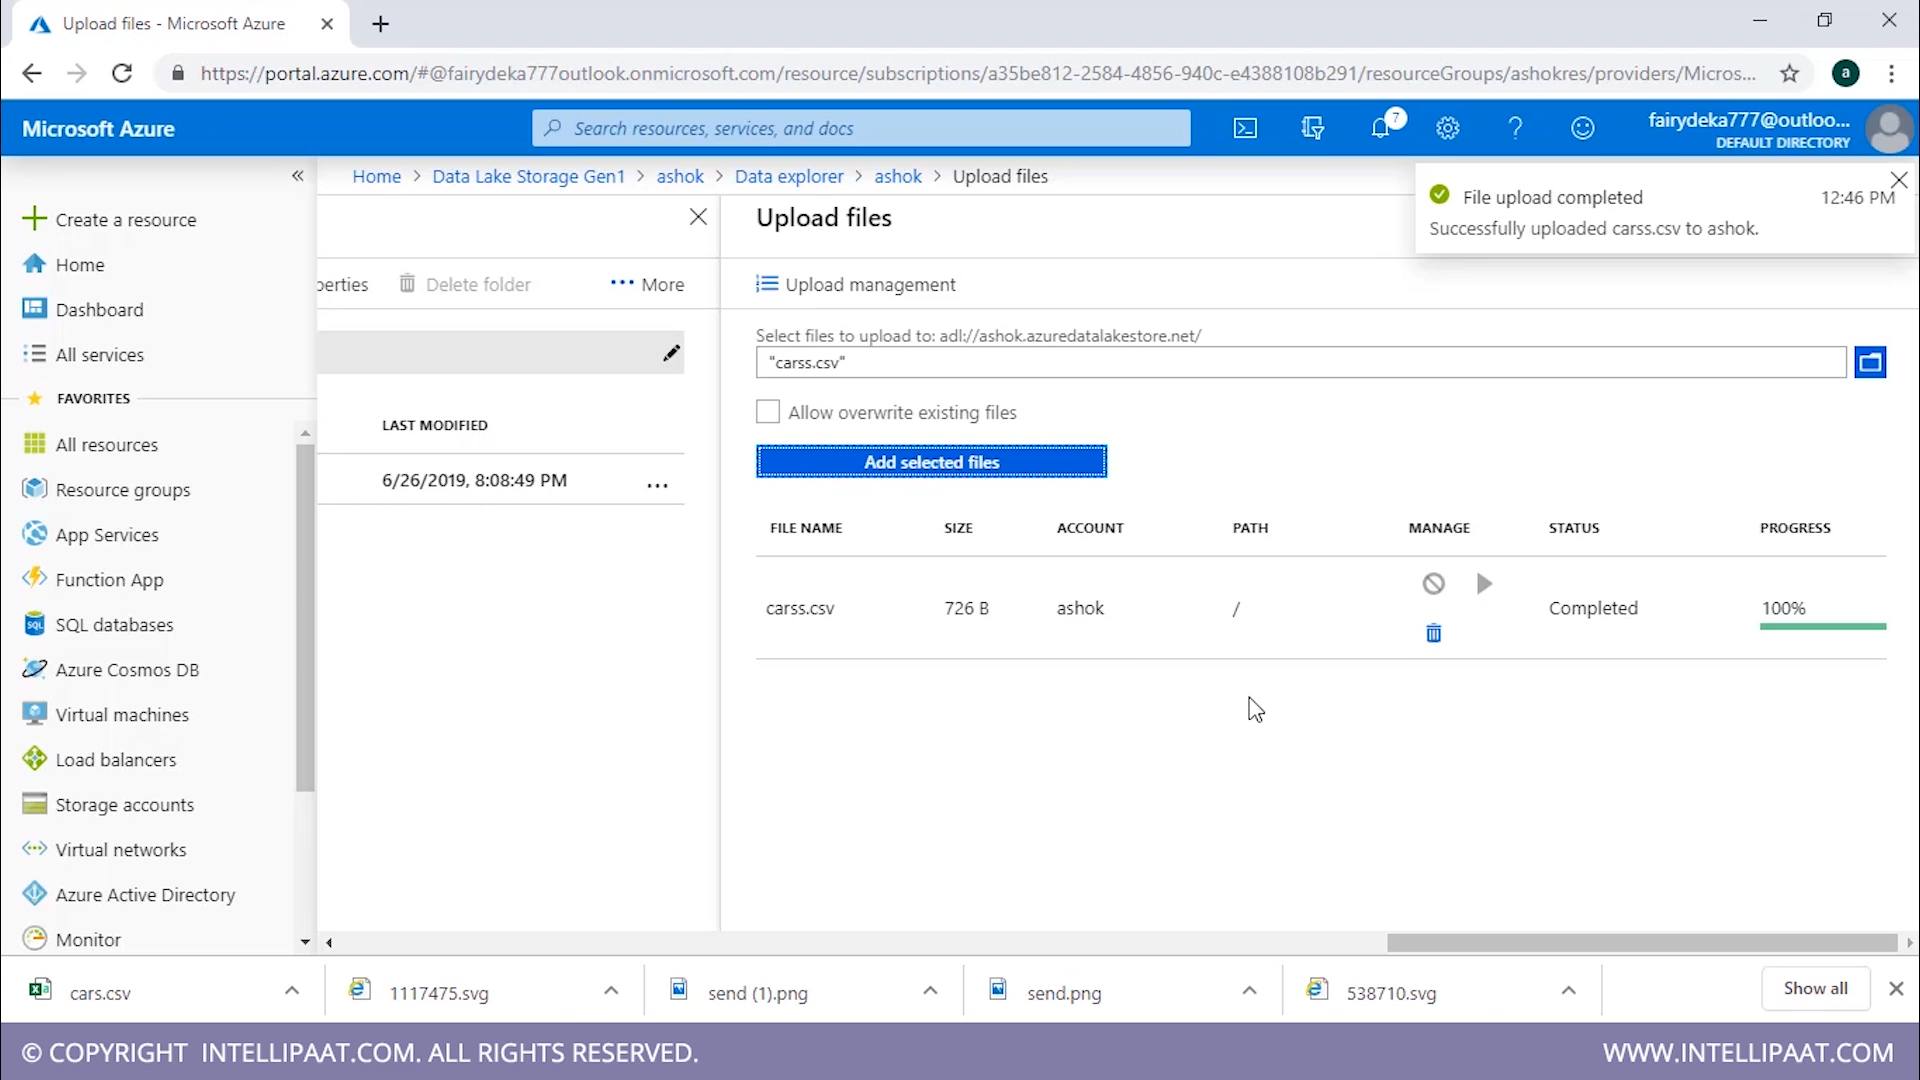 Upload files - Microsoft Azure
https://portal.azure.com/#@fairydeka777outlook.onmicrosoft.com/resource/subscriptions/a35be812-2584-4856-940c-e4388108b291/resourceGroups/ashokres/providers/Micros...
a
Microsoft Azure
Search resources, services, and docs
7
fairydeka777@outloo...
DEFAULT DIRECTORY
Home > Data Lake Storage Gen1 > ashok > Data explorer > ashok > Upload files
File upload completed 12:46 PM
Successfully uploaded carss.csv to ashok.
Create a resource
Home
Dashboard
All services
FAVORITES
All resources
Resource groups
App Services
Function App
SQL databases
Azure Cosmos DB
Virtual machines
Load balancers
Storage accounts
Virtual networks
Azure Active Directory
Monitor
perties Delete folder More
LAST MODIFIED
6/26/2019, 8:08:49 PM
Upload files
Upload management
Select files to upload to: adl://ashok.azuredatalakestore.net/
"carss.csv"
Allow overwrite existing files
Add selected files
FILE NAME SIZE ACCOUNT PATH MANAGE STATUS PROGRESS
carss.csv 726 B ashok / Completed 100%
cars.csv 1117475.svg send (1).png send.png 538710.svg Show all
© COPYRIGHT INTELLIPAAT.COM. ALL RIGHTS RESERVED. WWW.INTELLIPAAT.COM